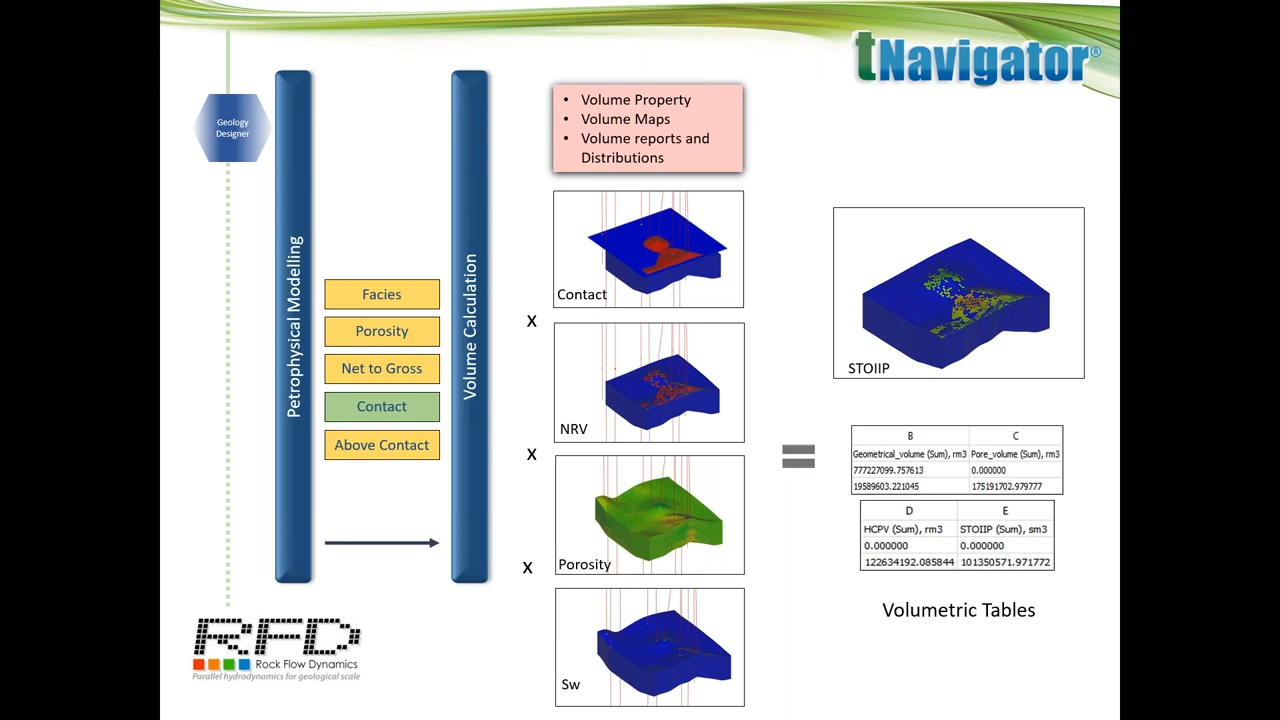 tNavigator®
Geology
Designer
Petrophysical Modelling
Facies
Porosity
Net to Gross
Contact
Above Contact
Volume Calculation
• Volume Property
• Volume Maps
• Volume reports and
Distributions
Contact
x
NRV
x
Porosity
x
Sw
=
STOIIP
B C
Geometrical_volume (Sum), rm3 Pore_volume (Sum), rm3
777227099.757613 0.000000
19589603.221045 175191702.979777
D E
HCPV (Sum), rm3 STOIIP (Sum), sm3
0.000000 0.000000
122634192.085844 101350571.971772
Volumetric Tables
RFD
Rock Flow Dynamics
Parallel hydrodynamics for geological scale